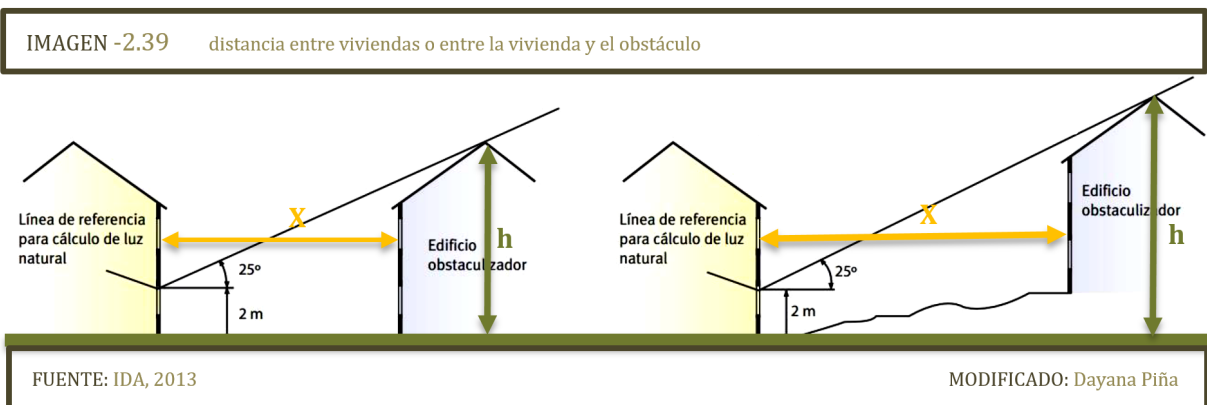 IMAGEN -2.39 distancia entre viviendas o entre la vivienda y el obstáculo
Línea de referencia
para cálculo de luz
natural
X
25º
2 m
Edificio
obstaculizador
h
Línea de referencia
para cálculo de luz
natural
X
25º
2 m
Edificio
obstaculizador
h
FUENTE: IDA, 2013
MODIFICADO: Dayana Piña